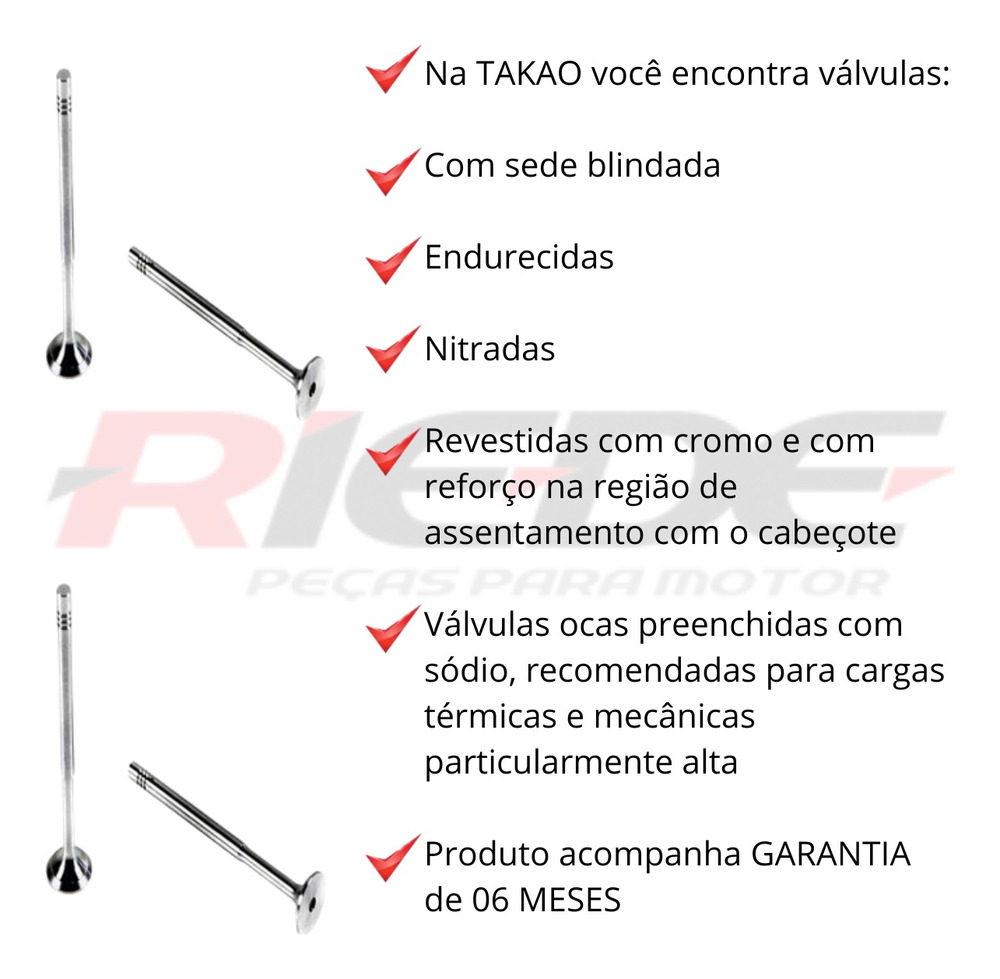 Na TAKAO você encontra válvulas:
Com sede blindada
Endurecidas
Nitradas
Revestidas com cromo e com
reforço na região de
assentamento com o cabeçote
RIEDE
PEÇAS PARA MOTOR
Válvulas ocas preenchidas com
sódio, recomendadas para cargas
térmicas e mecânicas
particularmente alta
Produto acompanha GARANTIA
de 06 MESES